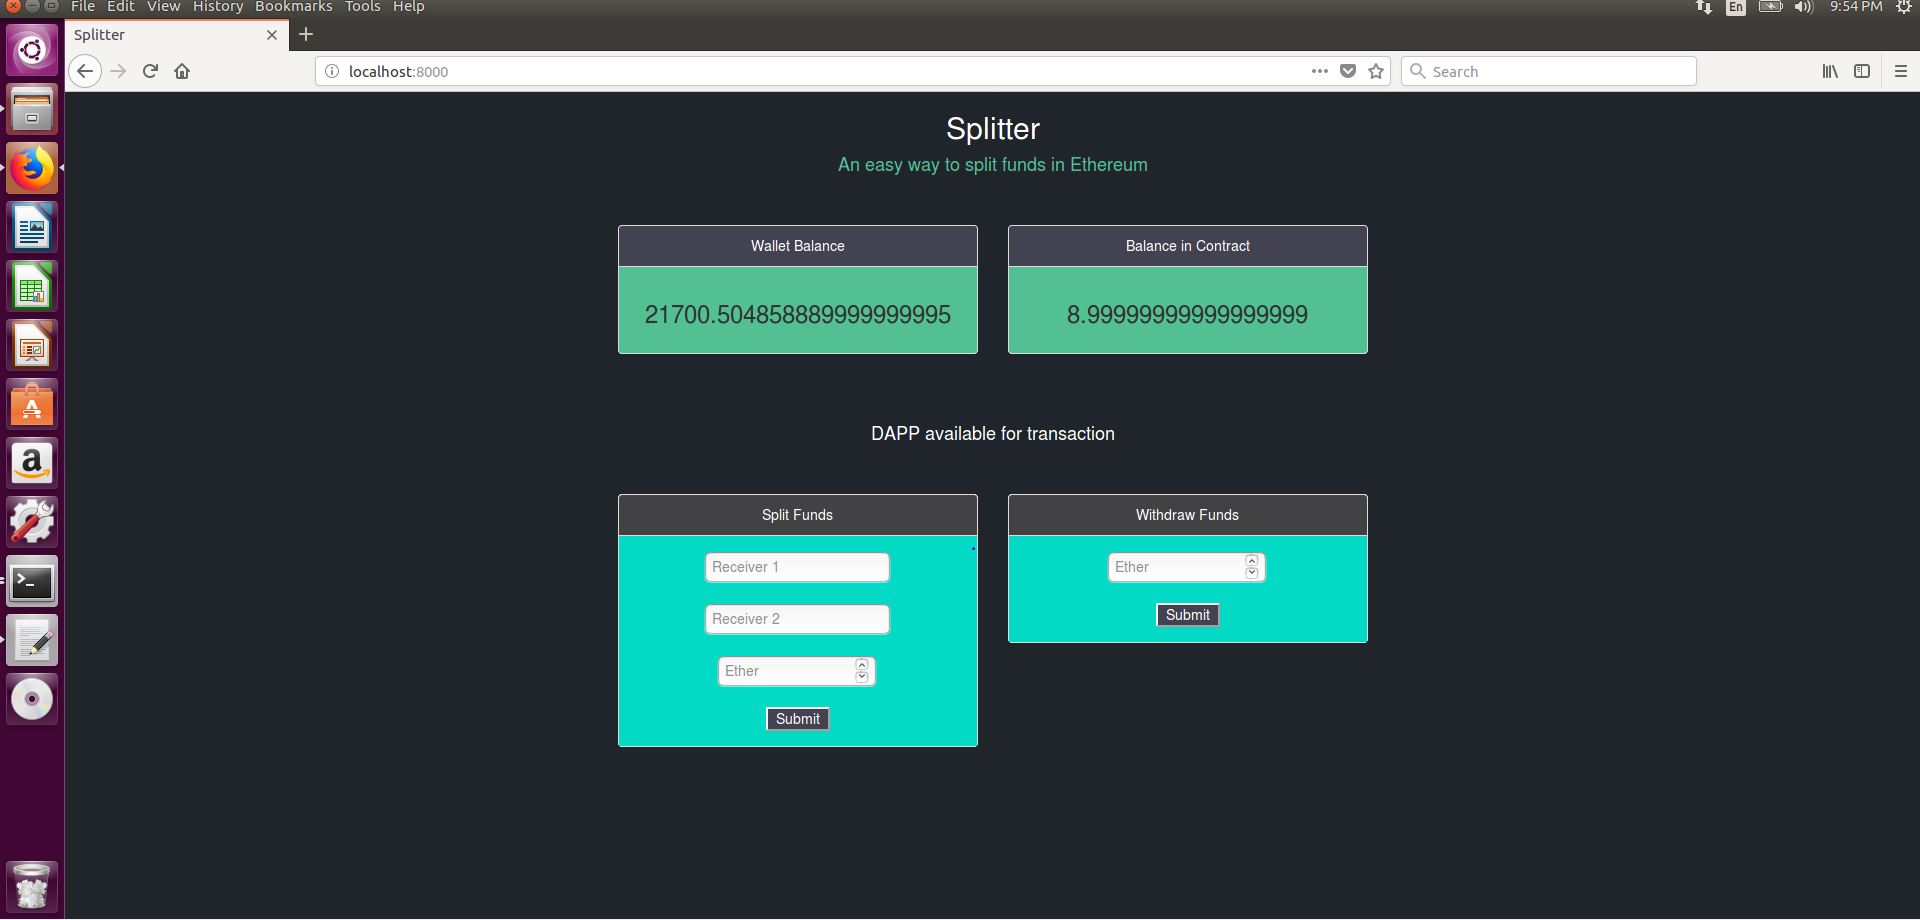 File Edit View History Bookmarks Tools Help
En
9:54 PM
Splitter
localhost:8000
Search
Splitter
An easy way to split funds in Ethereum
Wallet Balance
Balance in Contract
21700.504858889999999995
8.99999999999999999
DAPP available for transaction
Split Funds
Withdraw Funds
Receiver 1
Ether
Receiver 2
Submit
Ether
Submit